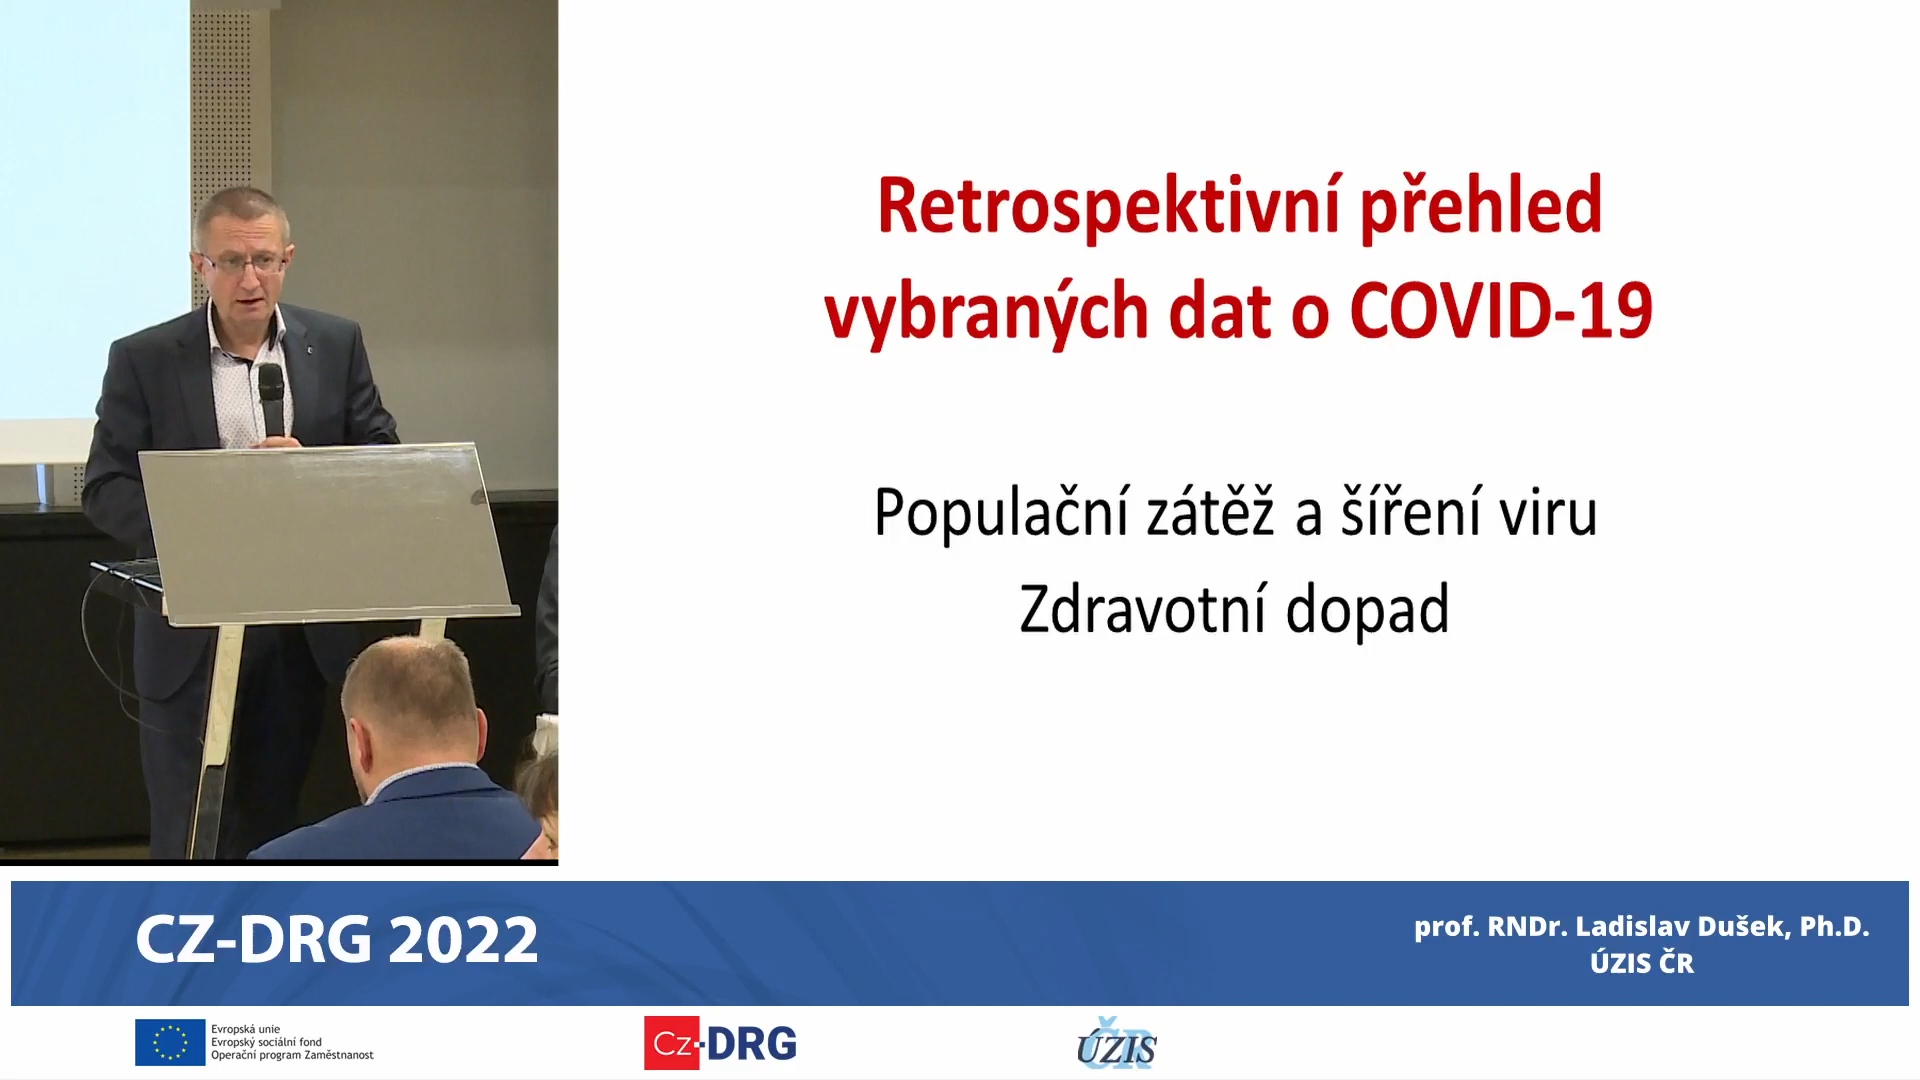 Retrospektivní přehled
vybraných dat o COVID-19
Populační zátěž a šíření viru
Zdravotní dopad
CZ-DRG 2022
prof. RNDr. Ladislav Dušek, Ph.D.
ÚZIS ČR
Evropská unie
Evropský sociální fond
Operační program Zaměstnanost
Cz-DRG
ÚZIS
ČR